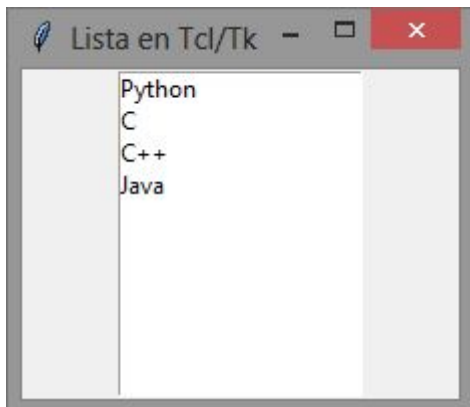 Lista en Tcl/Tk
Python
C
C++
Java